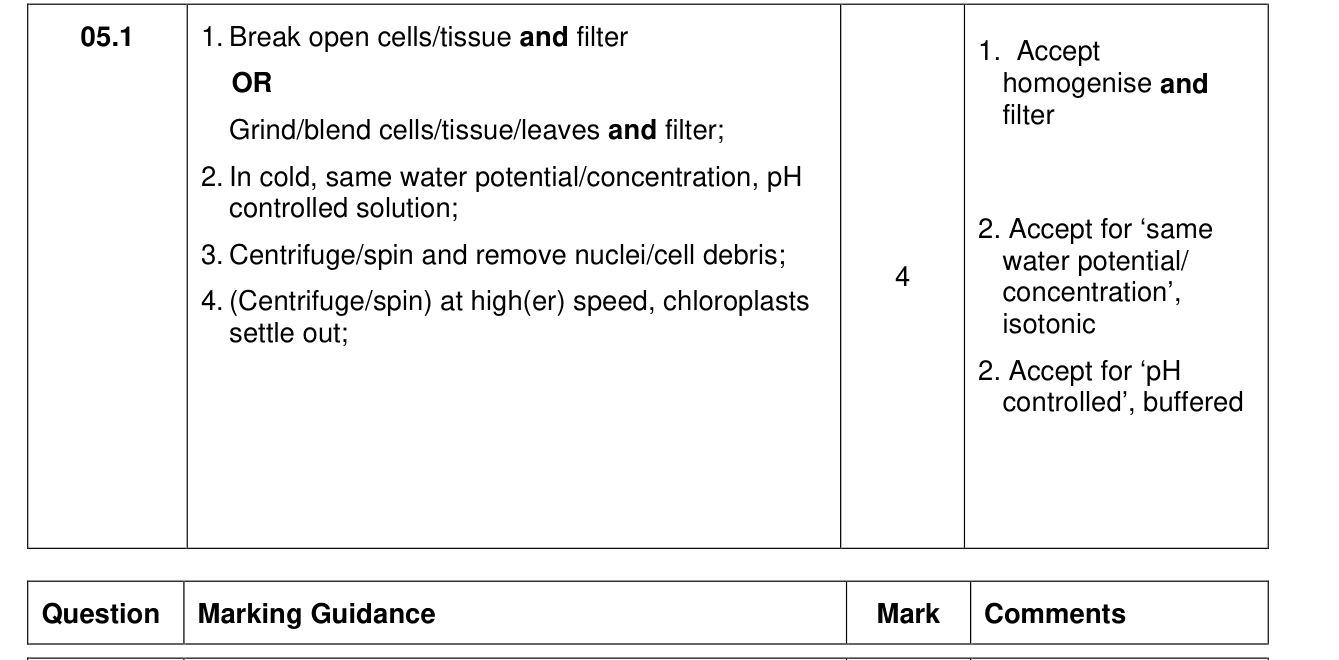 05.1
1. Break open cells/tissue and filter
OR
Grind/blend cells/tissue/leaves and filter;
2. In cold, same water potential/concentration, pH
controlled solution;
3. Centrifuge/spin and remove nuclei/cell debris;
4. (Centrifuge/spin) at high(er) speed, chloroplasts
settle out;
4
1. Accept
homogenise and
filter
2. Accept for ‘same
water potential/
concentration’,
isotonic
2. Accept for ‘pH
controlled’, buffered
Question Marking Guidance Mark Comments